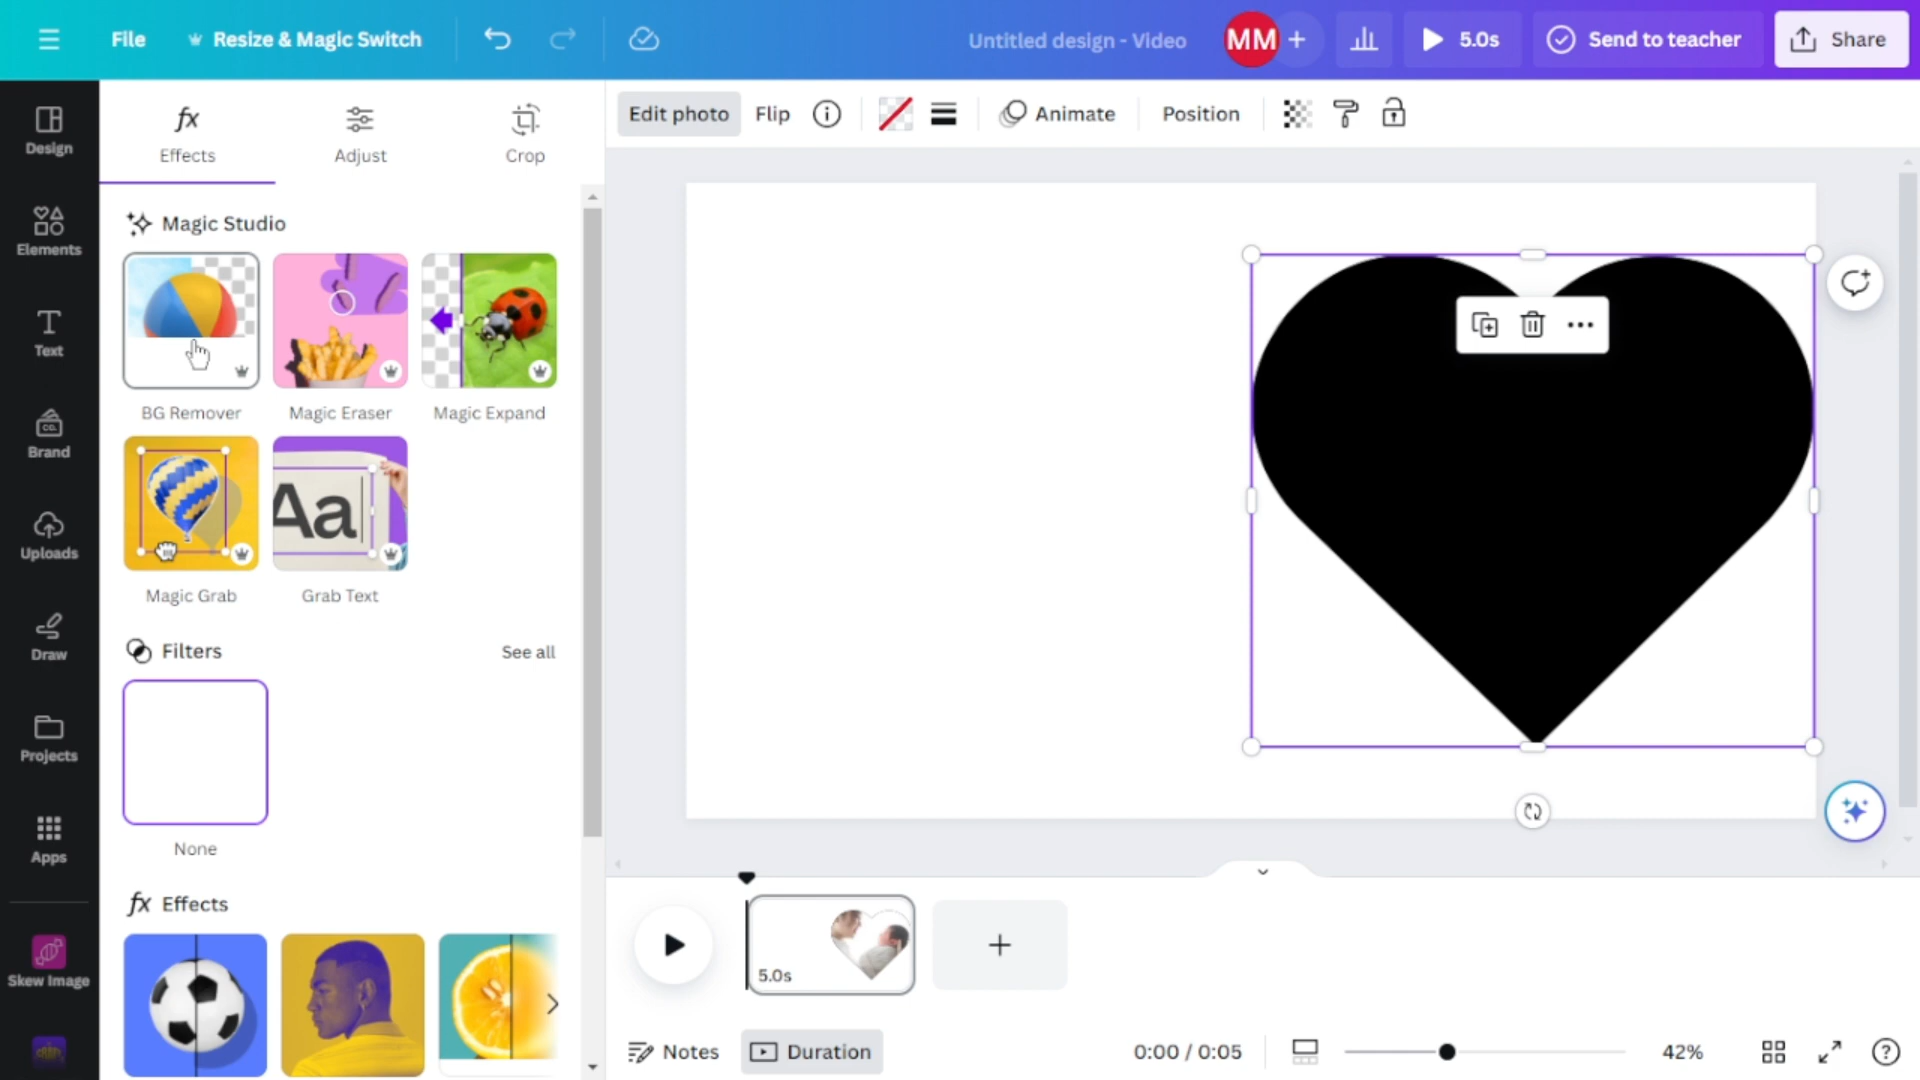 File
Resize & Magic Switch
Untitled design - Video
MM
5.0s
Send to teacher
Share
Design
Elements
Text
Brand
CO.
Uploads
Draw
Projects
Apps
Skew Image
Effects
Adjust
Crop
Magic Studio
BG Remover
Magic Eraser
Magic Expand
Aa
Magic Grab
Grab Text
Filters
See all
None
fx Effects
Edit photo
Flip
Animate
Position
5.0s
Notes
Duration
0:00 / 0:05
42%